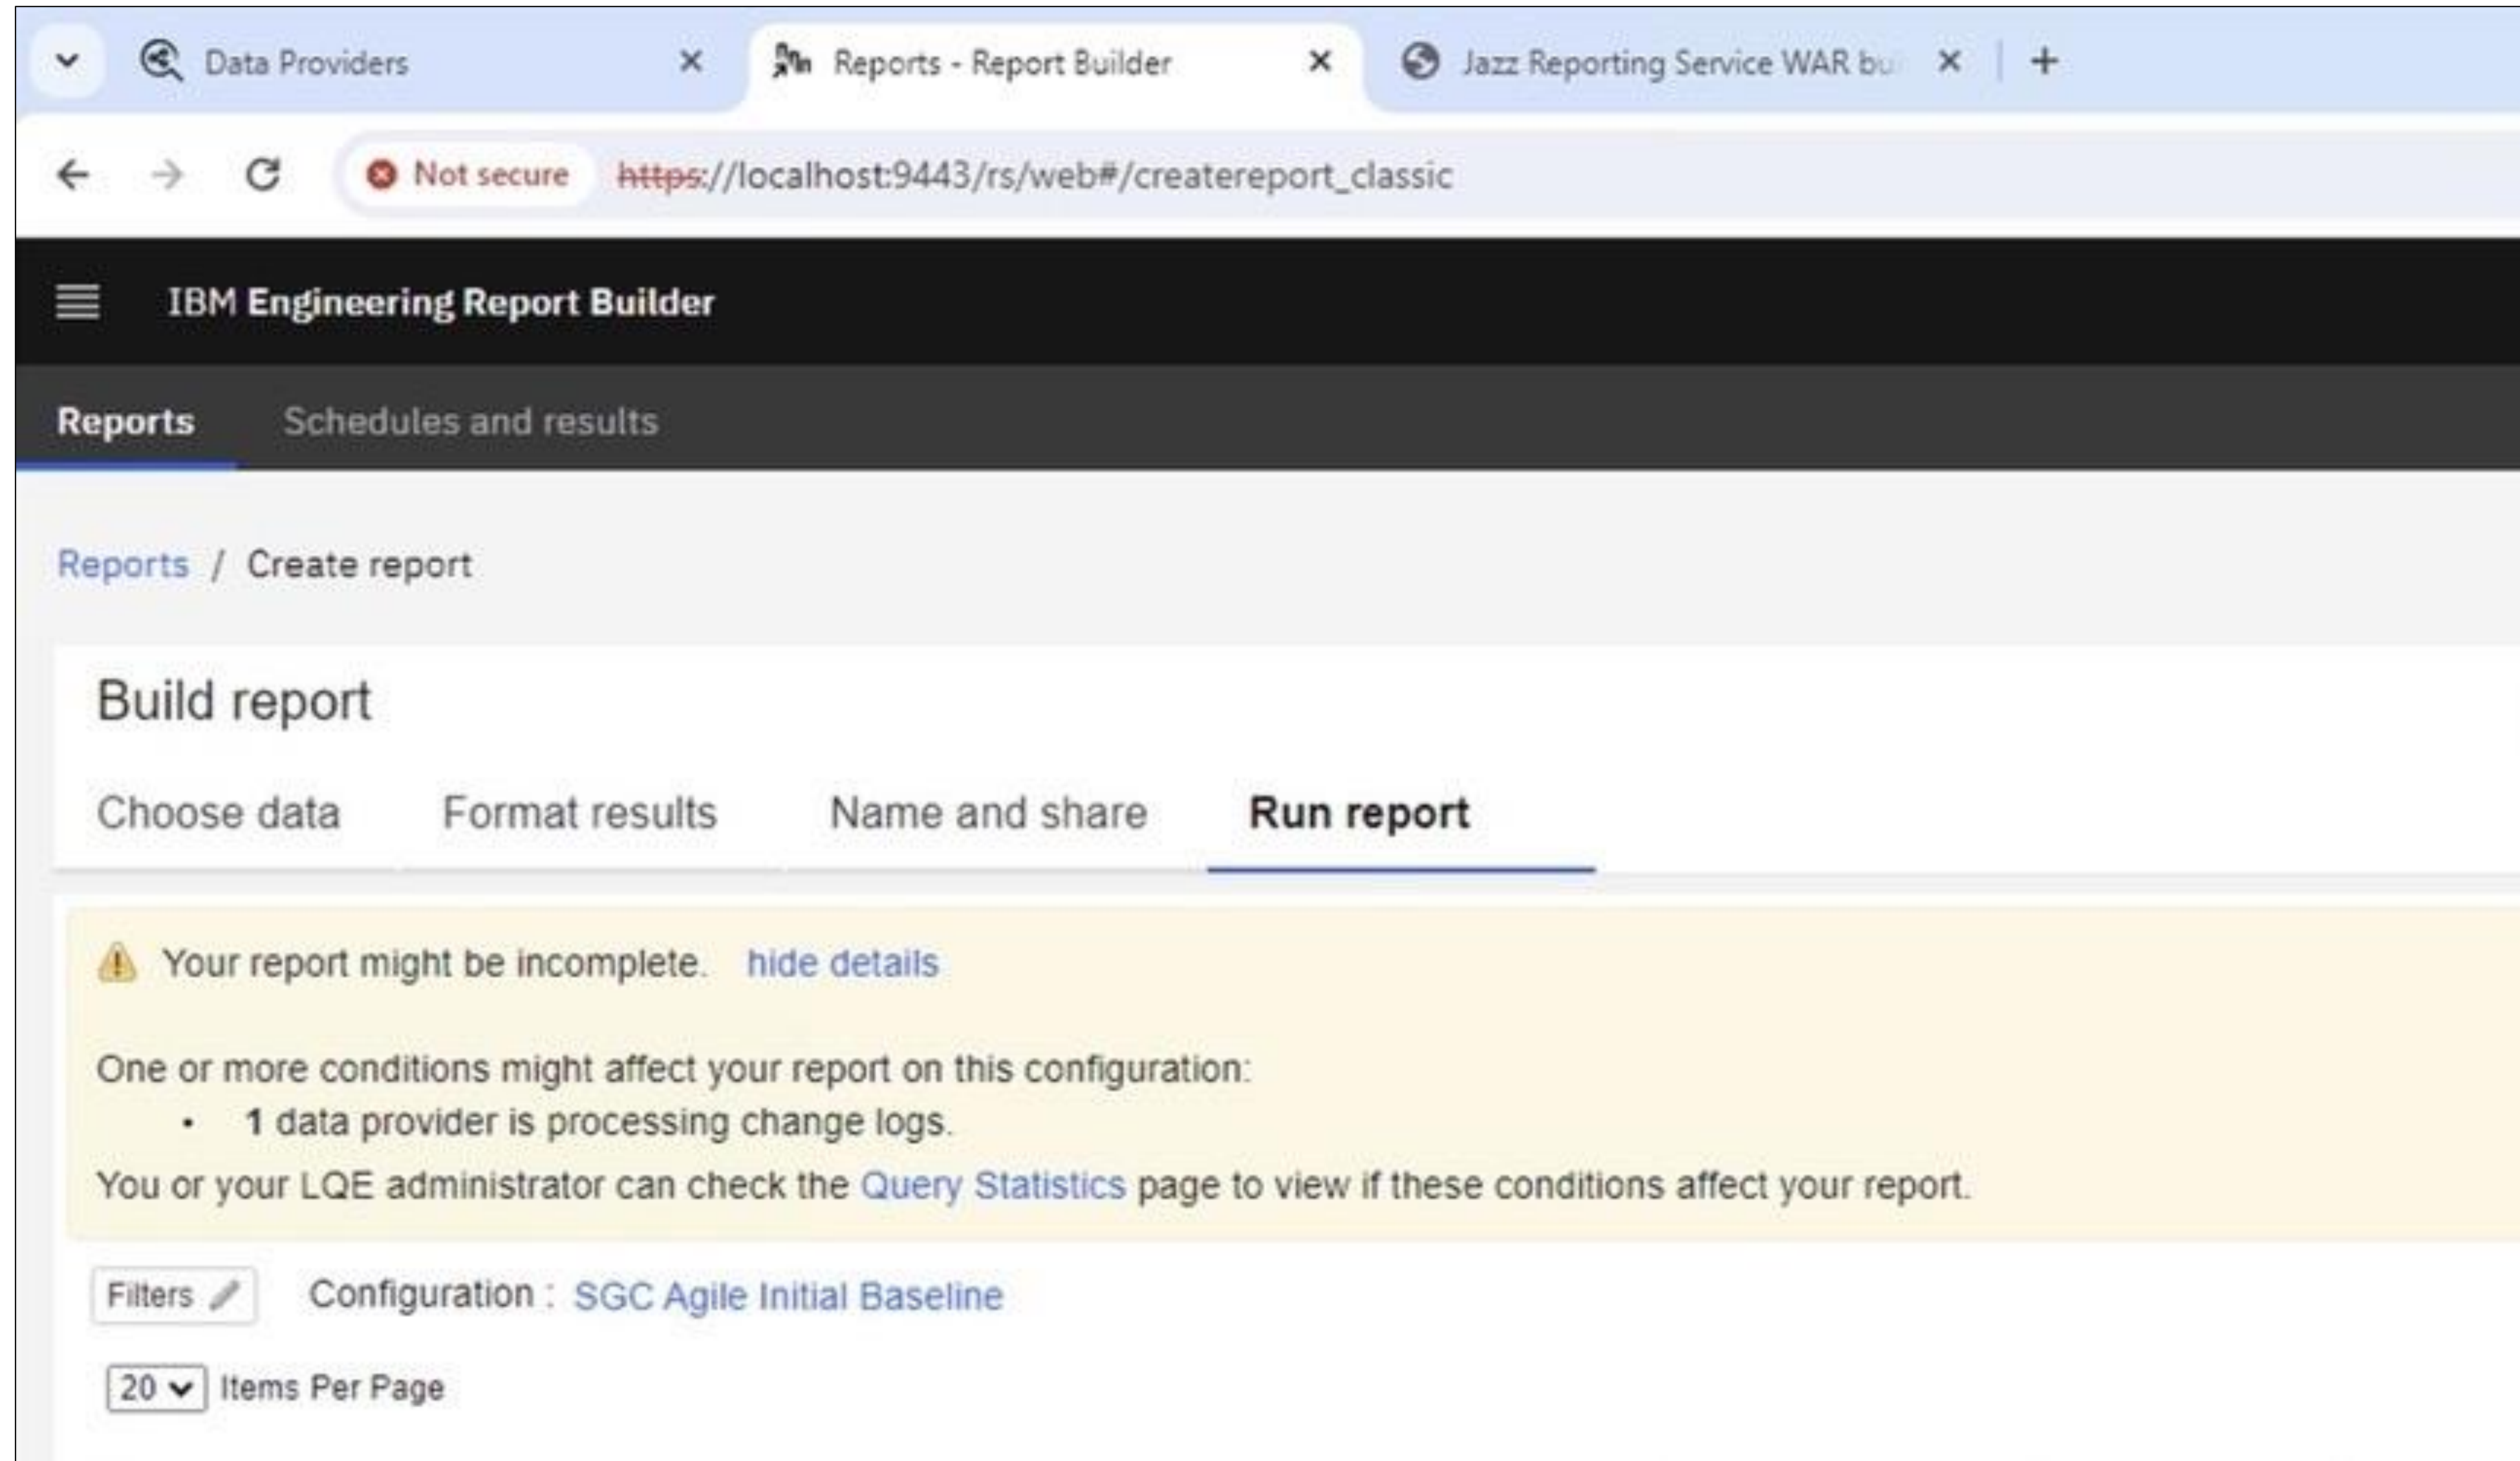 Data Providers
Reports - Report Builder
Jazz Reporting Service WAR bu
Not secure https://localhost:9443/rs/web#/createreport_classic
IBM Engineering Report Builder
Reports Schedules and results
Reports / Create report
Build report
Choose data Format results Name and share Run report
Your report might be incomplete. hide details
One or more conditions might affect your report on this configuration:
• 1 data provider is processing change logs.
You or your LQE administrator can check the Query Statistics page to view if these conditions affect your report.
Filters Configuration : SGC Agile Initial Baseline
20 Items Per Page